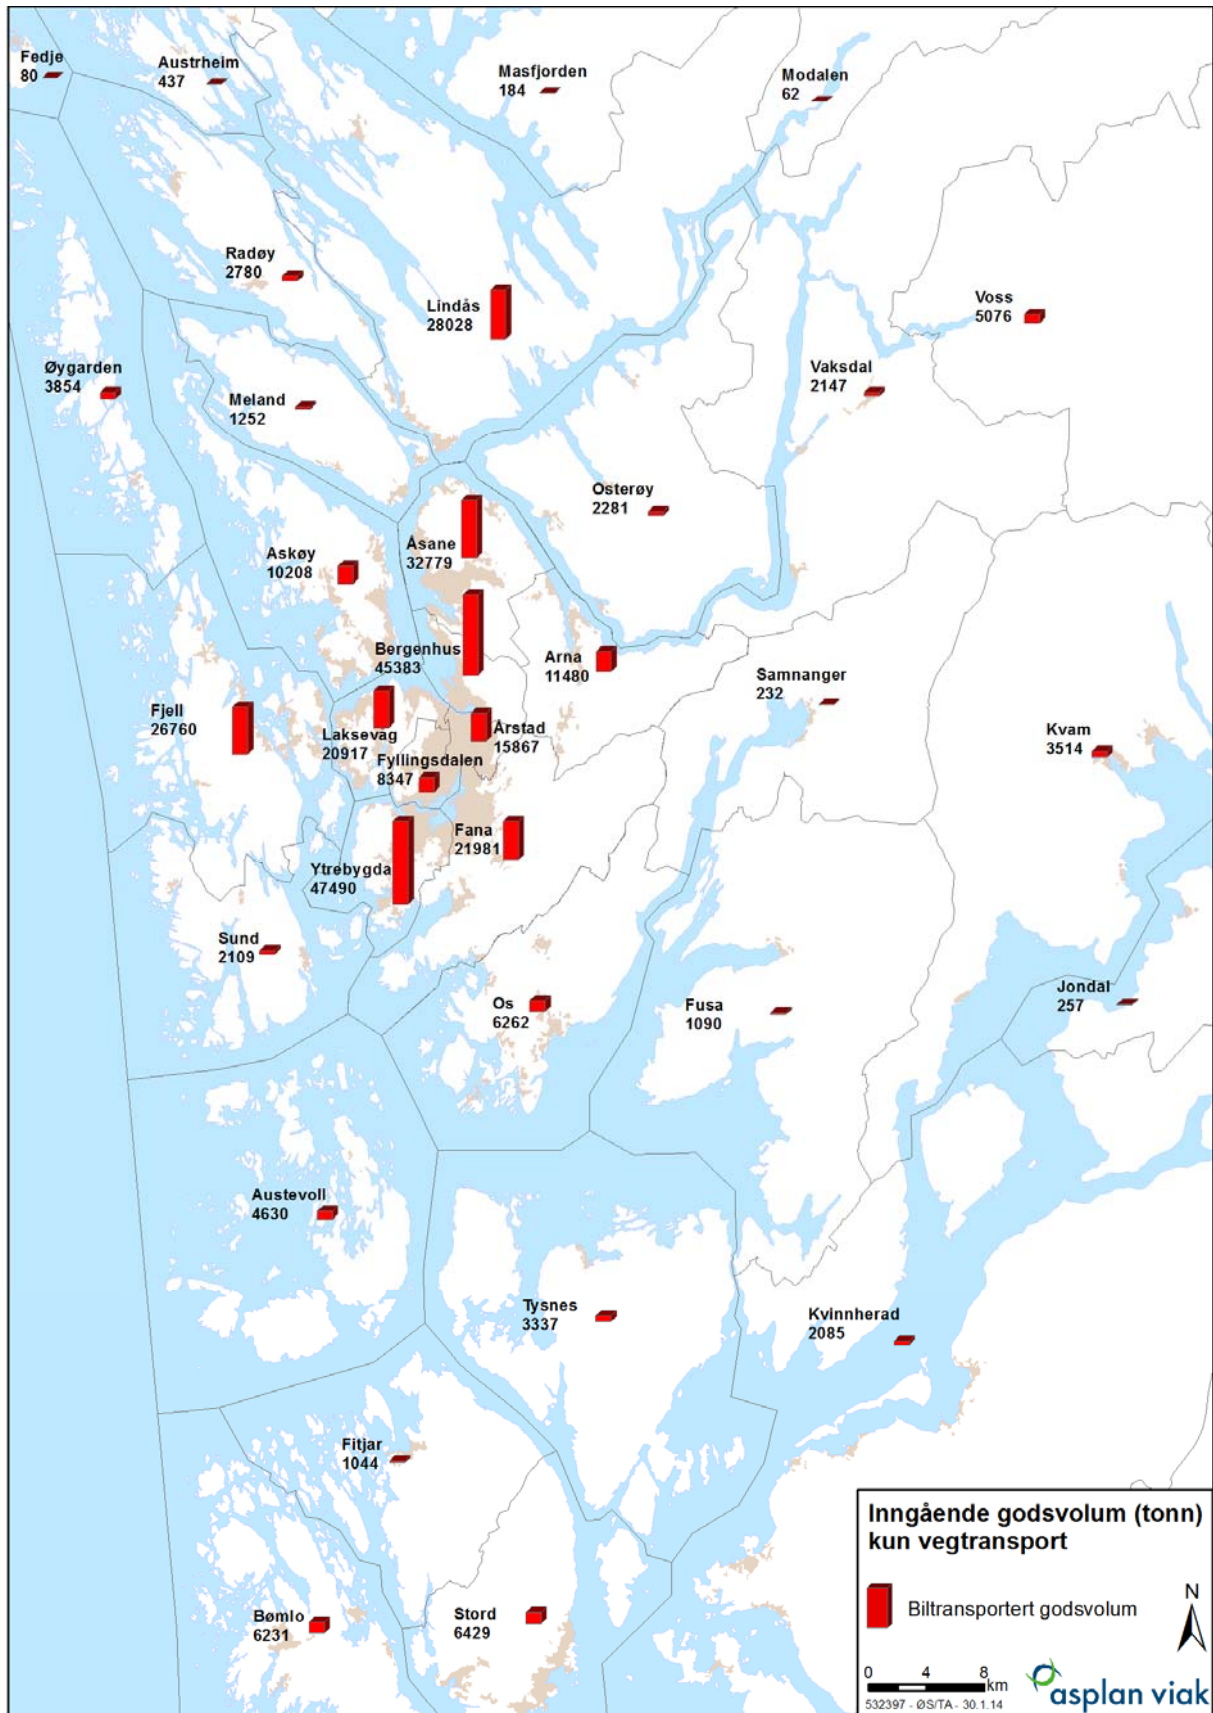 Fedje
80
Austrheim
437
Masfjorden
184
Modalen
62
Radøy
2780
Lindås
28028
Voss
5076
Øygarden
3854
Meland
1252
Vaksdal
2147
Osterøy
2281
Åsane
32779
Askøy
10208
Bergenhus
45383
Arna
11480
Samnanger
232
Fjell
26760
Laksevåg
20917
Årstad
15867
Kvam
3514
Fyllingsdalen
8347
Fana
21981
Ytrebygda
47490
Sund
2109
Os
6262
Fusa
1090
Jondal
257
Austevoll
4630
Tysnes
3337
Kvinnherad
2085
Fitjar
1044
Bømlo
6231
Stord
6429
Inngående godsvolum (tonn)
kun vegtransport
Biltransportert godsvolum
N
0 4 8
km
532397 - ØS/TA - 30.1.14
asplan viak